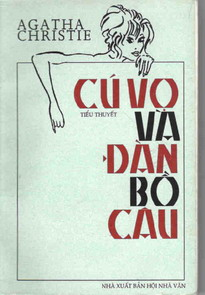 AGATHA
CHRISTIE
CÚ VỌ
TIỂU THUYẾT
VÀ
ĐÀN
BỒ
CÂU
NHÀ XUẤT BẢN HỘI NHÀ VĂN